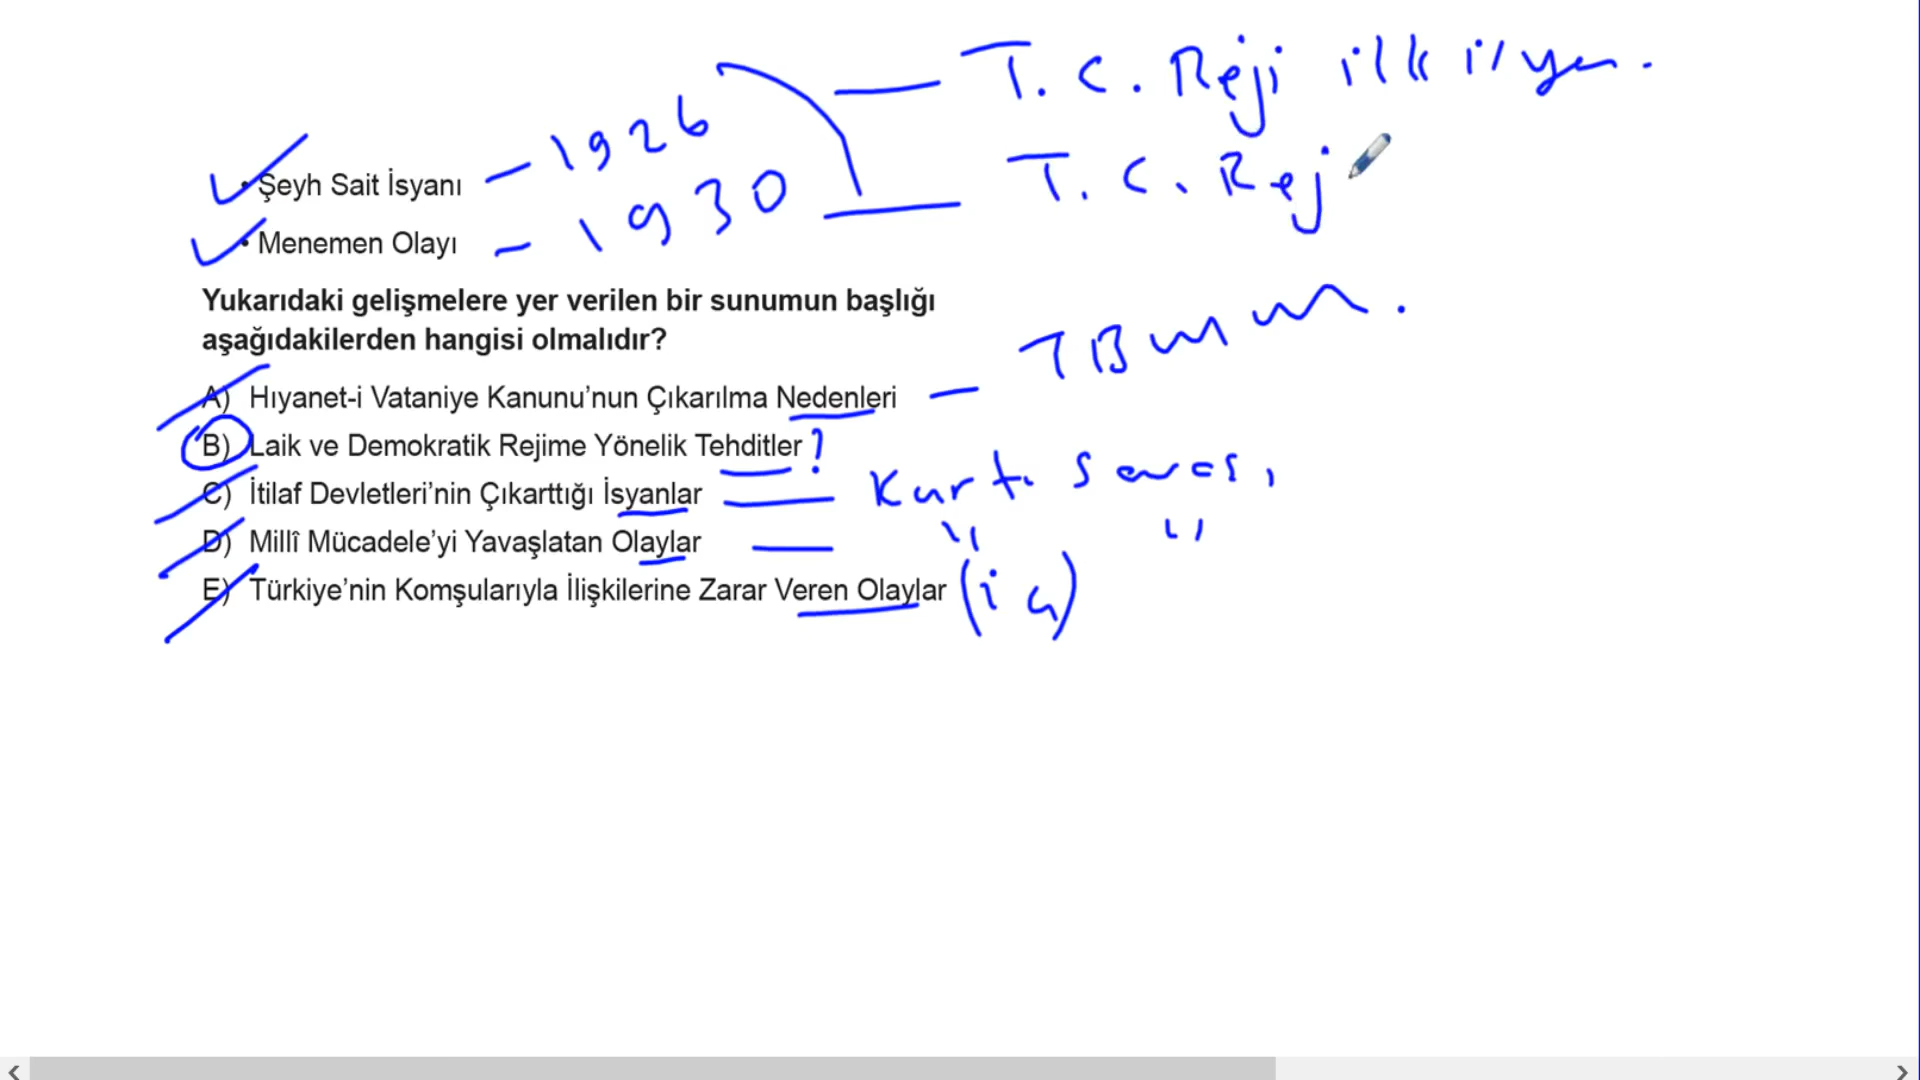 T. C. Reji ilk isyan.
- 1926
• Şeyh Sait İsyanı
T. C. Rej
- 1930
• Menemen Olayı
Yukarıdaki gelişmelere yer verilen bir sunumun başlığı
aşağıdakilerden hangisi olmalıdır?
TBMM.
A) Hıyanet-i Vataniye Kanunu’nun Çıkarılma Nedenleri
B) Laik ve Demokratik Rejime Yönelik Tehditler ?
C) İtilaf Devletleri’nin Çıkarttığı İsyanlar
Kurt. savaşı
D) Millî Mücadele’yi Yavaşlatan Olaylar
" "
E) Türkiye’nin Komşularıyla İlişkilerine Zarar Veren Olaylar (iç)